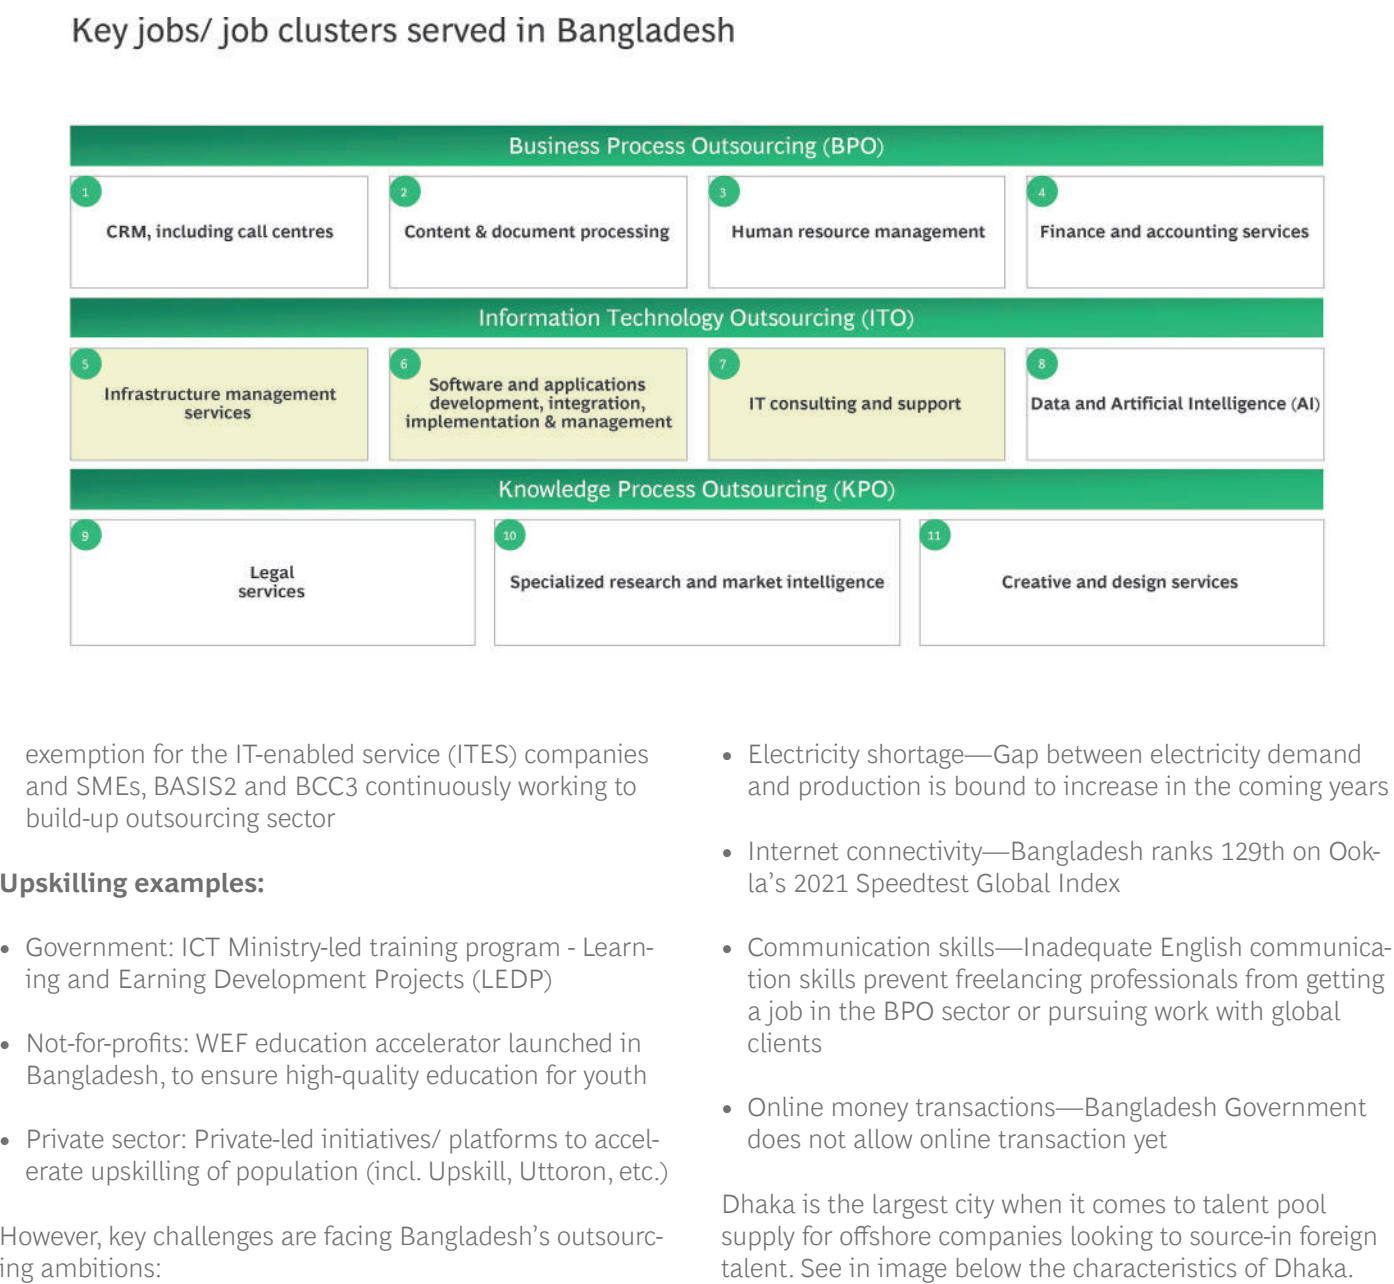 Key jobs/ job clusters served in Bangladesh
Business Process Outsourcing (BPO)
1
CRM, including call centres
2
Content & document processing
3
Human resource management
4
Finance and accounting services
Information Technology Outsourcing (ITO)
5
Infrastructure management
services
6
Software and applications
development, integration,
implementation & management
7
IT consulting and support
8
Data and Artificial Intelligence (AI)
Knowledge Process Outsourcing (KPO)
9
Legal
services
10
Specialized research and market intelligence
11
Creative and design services
exemption for the IT-enabled service (ITES) companies
and SMEs, BASIS2 and BCC3 continuously working to
build-up outsourcing sector
Upskilling examples:
• Government: ICT Ministry-led training program - Learn-
ing and Earning Development Projects (LEDP)
• Not-for-profits: WEF education accelerator launched in
Bangladesh, to ensure high-quality education for youth
• Private sector: Private-led initiatives/ platforms to accel-
erate upskilling of population (incl. Upskill, Uttoron, etc.)
However, key challenges are facing Bangladesh's outsourc-
ing ambitions:
• Electricity shortage—Gap between electricity demand
and production is bound to increase in the coming years
• Internet connectivity—Bangladesh ranks 129th on Ook-
la's 2021 Speedtest Global Index
• Communication skills—Inadequate English communica-
tion skills prevent freelancing professionals from getting
a job in the BPO sector or pursuing work with global
clients
• Online money transactions—Bangladesh Government
does not allow online transaction yet
Dhaka is the largest city when it comes to talent pool
supply for offshore companies looking to source-in foreign
talent. See in image below the characteristics of Dhaka.